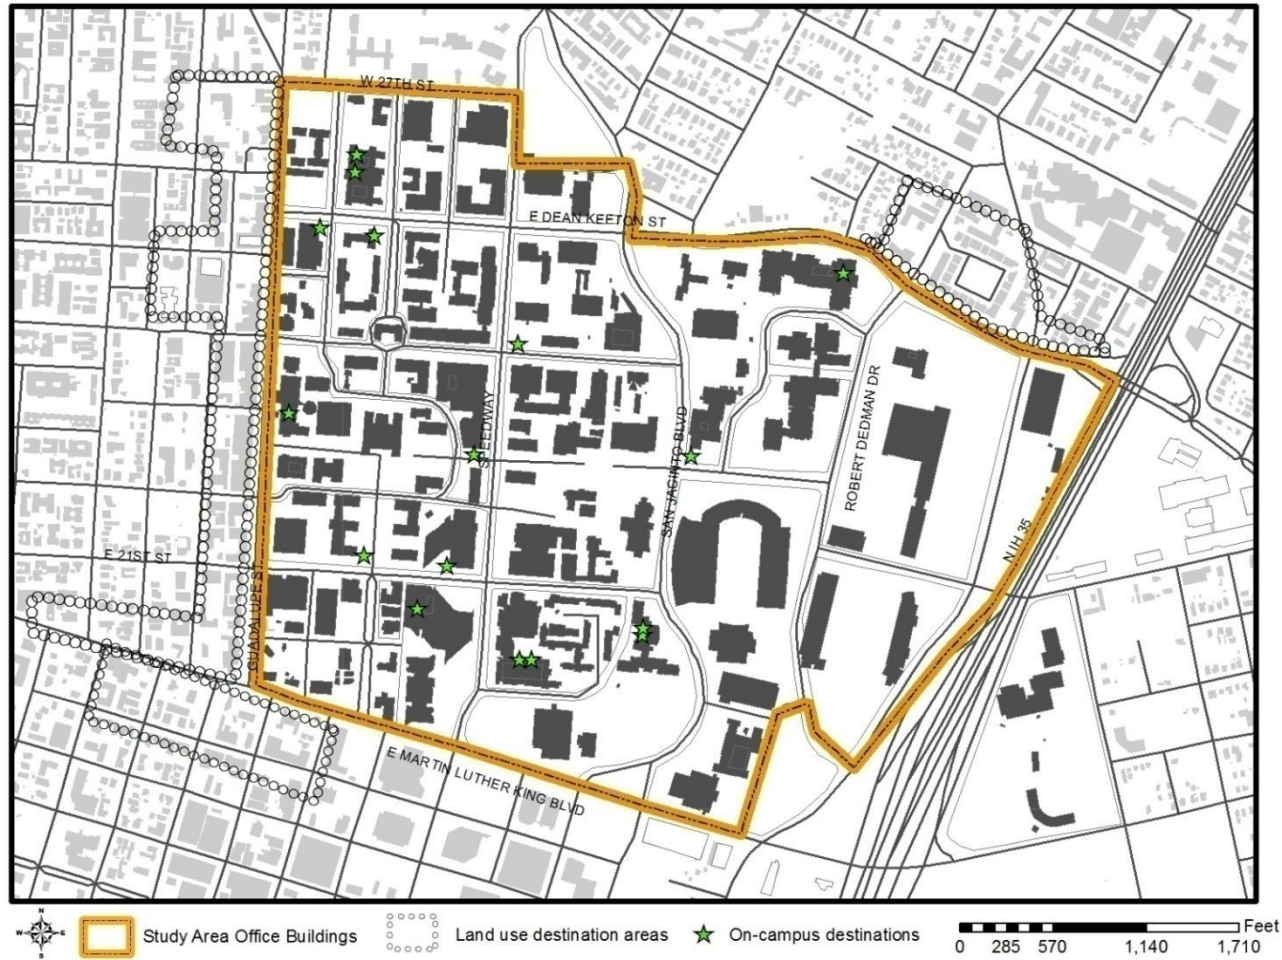 W 27TH ST
E DEAN KEETON ST
ROBERT DEDMAN DR
SPEEDWAY
SAN JACINTO BLVD
N IH 35
E 21ST ST
GUADALUPE ST
E MARTIN LUTHER KING BLVD
N
W E
S
Study Area Office Buildings
Land use destination areas
On-campus destinations
Feet
0 285 570 1,140 1,710